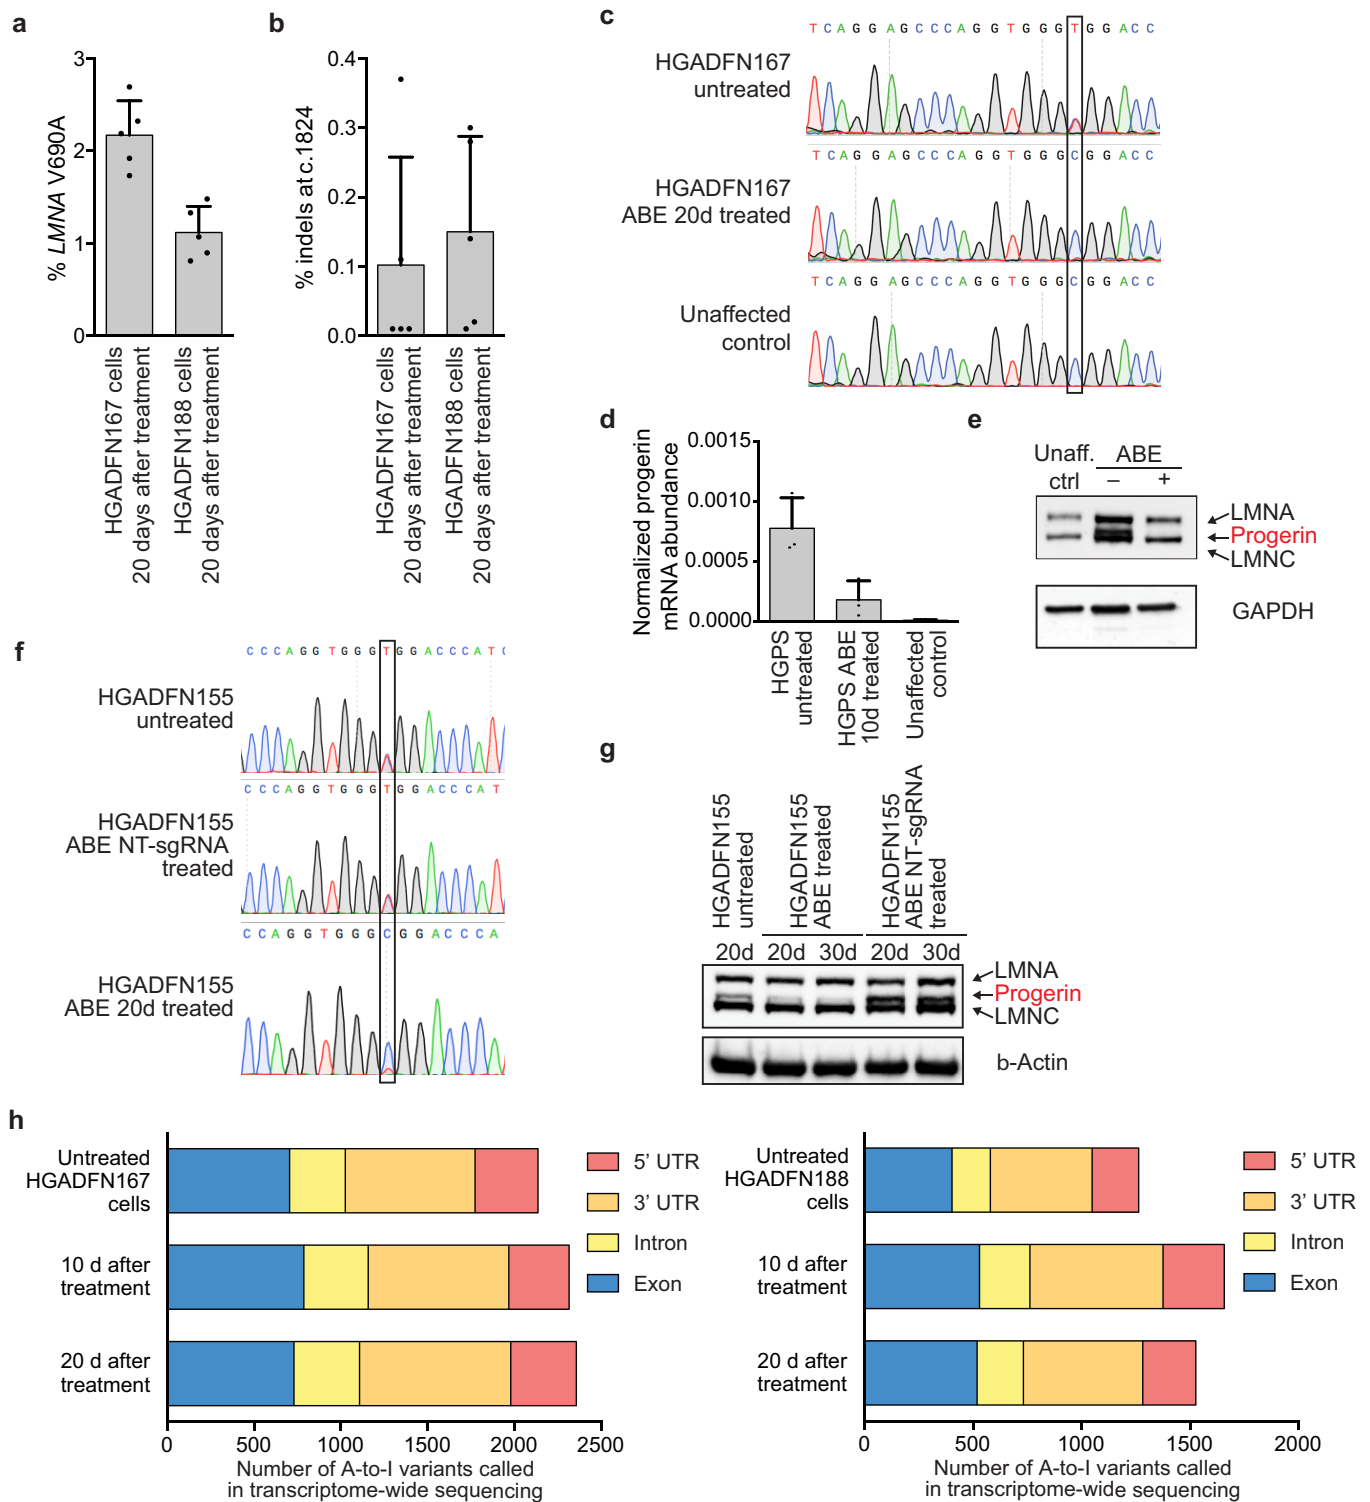 a
% LMNA V690A
3
2
1
0
HGADFN167 cells
20 days after treatment
HGADFN188 cells
20 days after treatment
b
% indels at c.1824
0.4
0.3
0.2
0.1
0.0
HGADFN167 cells
20 days after treatment
HGADFN188 cells
20 days after treatment
c
T C A G G A G C C C A G G T G G G T G G A C C
HGADFN167
untreated
T C A G G A G C C C A G G T G G G C G G A C C
HGADFN167
ABE 20d treated
T C A G G A G C C C A G G T G G G C G G A C C
Unaffected
control
d
Normalized progerin
mRNA abundance
0.0015
0.0010
0.0005
0.0000
HGPS
untreated
HGPS ABE
10d treated
Unaffected
control
e
Unaff.
ctrl
ABE
– +
LMNA
Progerin
LMNC
GAPDH
f
C C C A G G T G G G T G G A C C C A T C
HGADFN155
untreated
C C C A G G T G G G T G G A C C C A T
HGADFN155
ABE NT-sgRNA
treated
C C A G G T G G G C G G A C C C A
HGADFN155
ABE 20d treated
g
HGADFN155
untreated
HGADFN155
ABE treated
HGADFN155
ABE NT-sgRNA
treated
20d 20d 30d 20d 30d
LMNA
Progerin
LMNC
b-Actin
h
Untreated
HGADFN167
cells
10 d after
treatment
20 d after
treatment
0 500 1000 1500 2000 2500
Number of A-to-I variants called
in transcriptome-wide sequencing
5' UTR
3' UTR
Intron
Exon
Untreated
HGADFN188
cells
10 d after
treatment
20 d after
treatment
0 500 1000 1500 2000
Number of A-to-I variants called
in transcriptome-wide sequencing
5' UTR
3' UTR
Intron
Exon